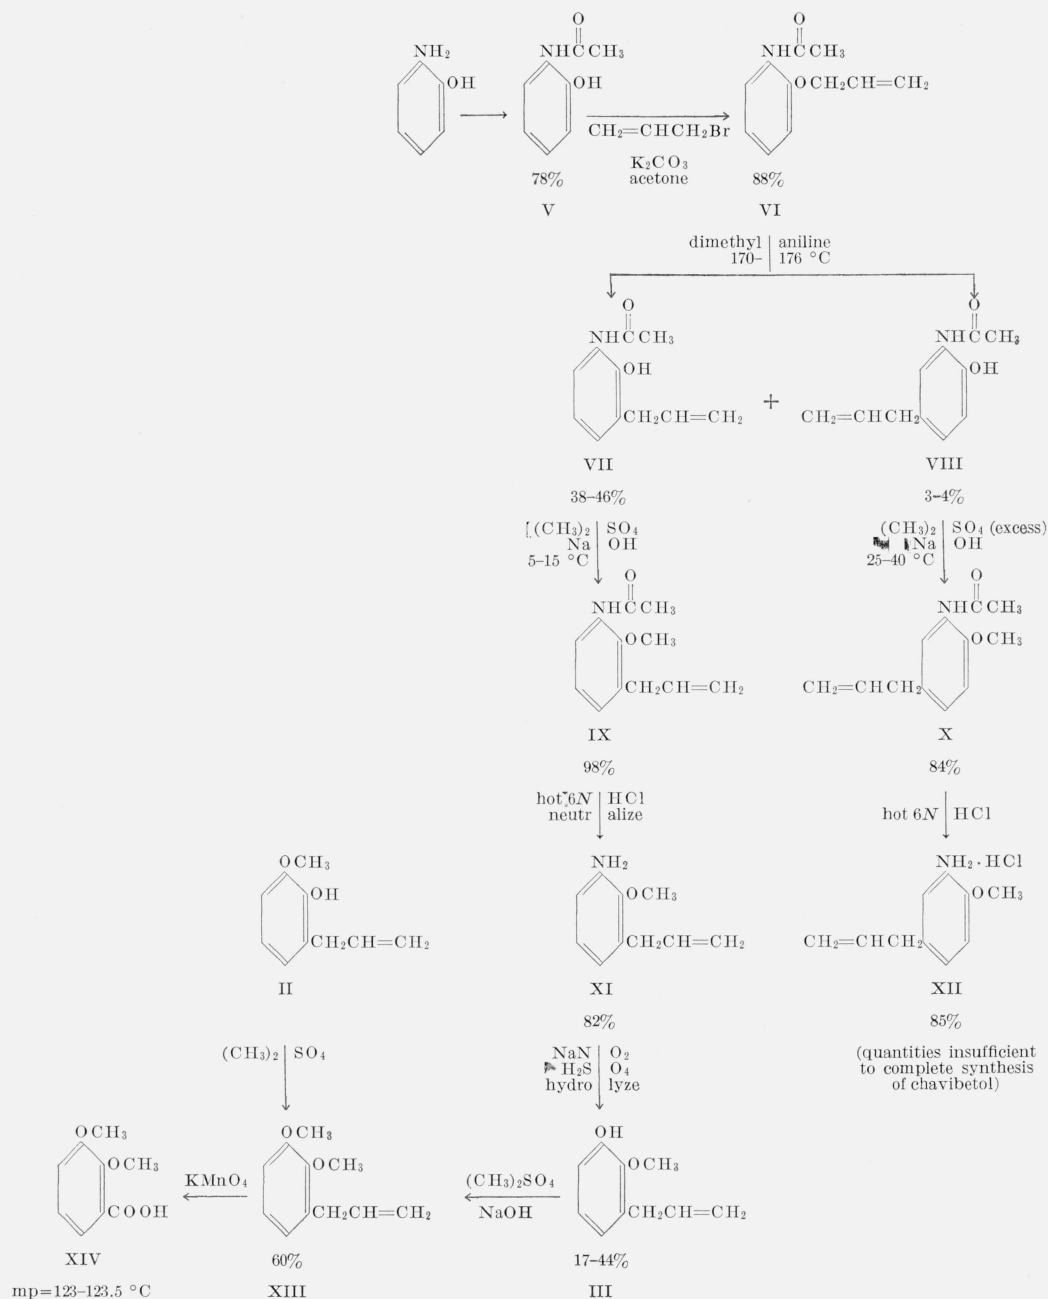 O O
NH₂ NHCCH₃ NHCCH₃
OH OH OCH₂CH=CH₂
CH₂=CHCH₂Br
K₂CO₃
acetone
78% 88%
V VI
dimethyl aniline
170- 176 °C
O O
NHCCH₃ NHCCH₃
OH OH
CH₂CH=CH₂ + CH₂=CHCH₂
VII VIII
38–46% 3–4%
(CH₃)₂ SO₄ (CH₃)₂ SO₄ (excess)
Na OH Na OH
5–15 °C 25–40 °C
O O
NHCCH₃ NHCCH₃
OCH₃ OCH₃
CH₂CH=CH₂ CH₂=CHCH₂
IX X
98% 84%
hot 6N HCl hot 6N HCl
neutr alize
OCH₃ NH₂ NH₂·HCl
OH OCH₃ OCH₃
CH₂CH=CH₂ CH₂CH=CH₂ CH₂=CHCH₂
II XI XII
82% 85%
(CH₃)₂ SO₄ NaN O₂ (quantities insufficient
H₂S O₄ to complete synthesis
hydro lyze of chavibetol)
OCH₃ OCH₃ OH
OCH₃ OCH₃ OCH₃
KMnO₄ (CH₃)₂SO₄
COOH CH₂CH=CH₂ NaOH CH₂CH=CH₂
XIV 60% 17–44%
mp=123–123.5 °C XIII III